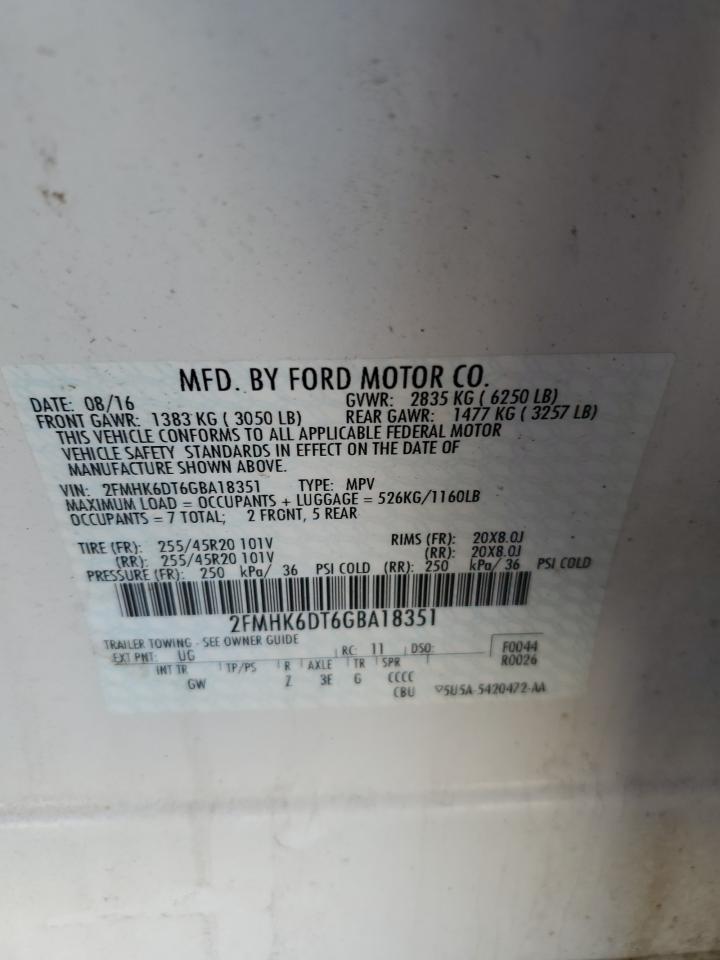 MFD. BY FORD MOTOR CO.
DATE: 08/16 GVWR: 2835 KG ( 6250 LB)
FRONT GAWR: 1383 KG ( 3050 LB) REAR GAWR: 1477 KG ( 3257 LB)
THIS VEHICLE CONFORMS TO ALL APPLICABLE FEDERAL MOTOR
VEHICLE SAFETY STANDARDS IN EFFECT ON THE DATE OF
MANUFACTURE SHOWN ABOVE.
VIN: 2FMHK6DT6GBA18351 TYPE: MPV
MAXIMUM LOAD = OCCUPANTS + LUGGAGE = 526KG/1160LB
OCCUPANTS = 7 TOTAL; 2 FRONT, 5 REAR
TIRE (FR): 255/45R20 101V RIMS (FR): 20X8.0J
(RR): 255/45R20 101V (RR): 20X8.0J
PRESSURE (FR): 250 kPa/ 36 PSI COLD (RR): 250 kPa/ 36 PSI COLD
2FMHK6DT6GBA18351
TRAILER TOWING - SEE OWNER GUIDE
EXT PNT: UG RC: 11 DSO: F0044
R0026
INT TR TP/PS R AXLE TR SPR
GW Z 3E G CCCC
CBU 5U5A-5420472-AA